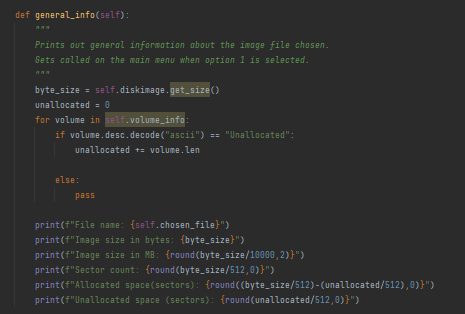 def general_info(self):
"""
Prints out general information about the image file chosen.
Gets called on the main menu when option 1 is selected.
"""
byte_size = self.diskimage.get_size()
unallocated = 0
for volume in self.volume_info:
if volume.desc.decode("ascii") == "Unallocated":
unallocated += volume.len
else:
pass
print(f"File name: {self.chosen_file}")
print(f"Image size in bytes: {byte_size}")
print(f"Image size in MB: {round(byte_size/10000,2)}")
print(f"Sector count: {round(byte_size/512,0)}")
print(f"Allocated space(sectors): {round((byte_size/512)-(unallocated/512),0)}")
print(f"Unallocated space (sectors): {round(unallocated/512,0)}")